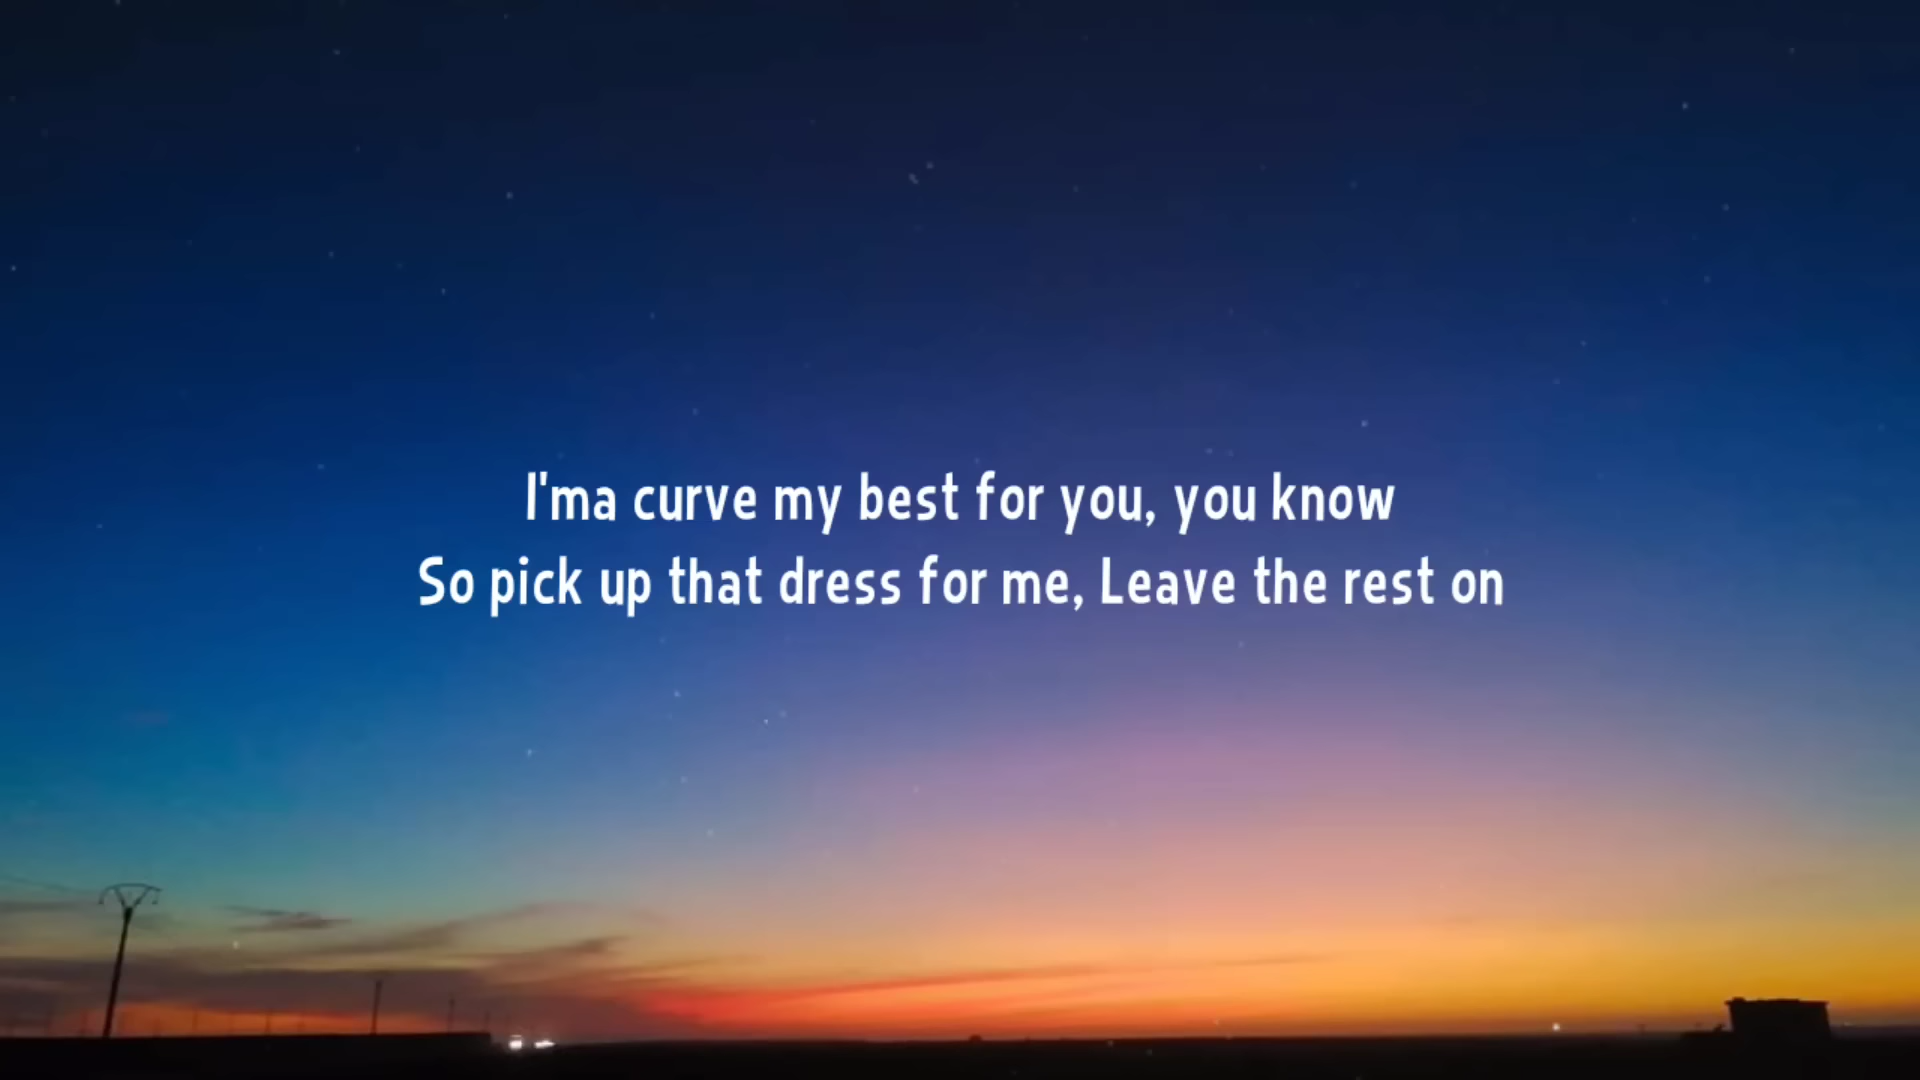 I'ma curve my best for you, you know
So pick up that dress for me, Leave the rest on